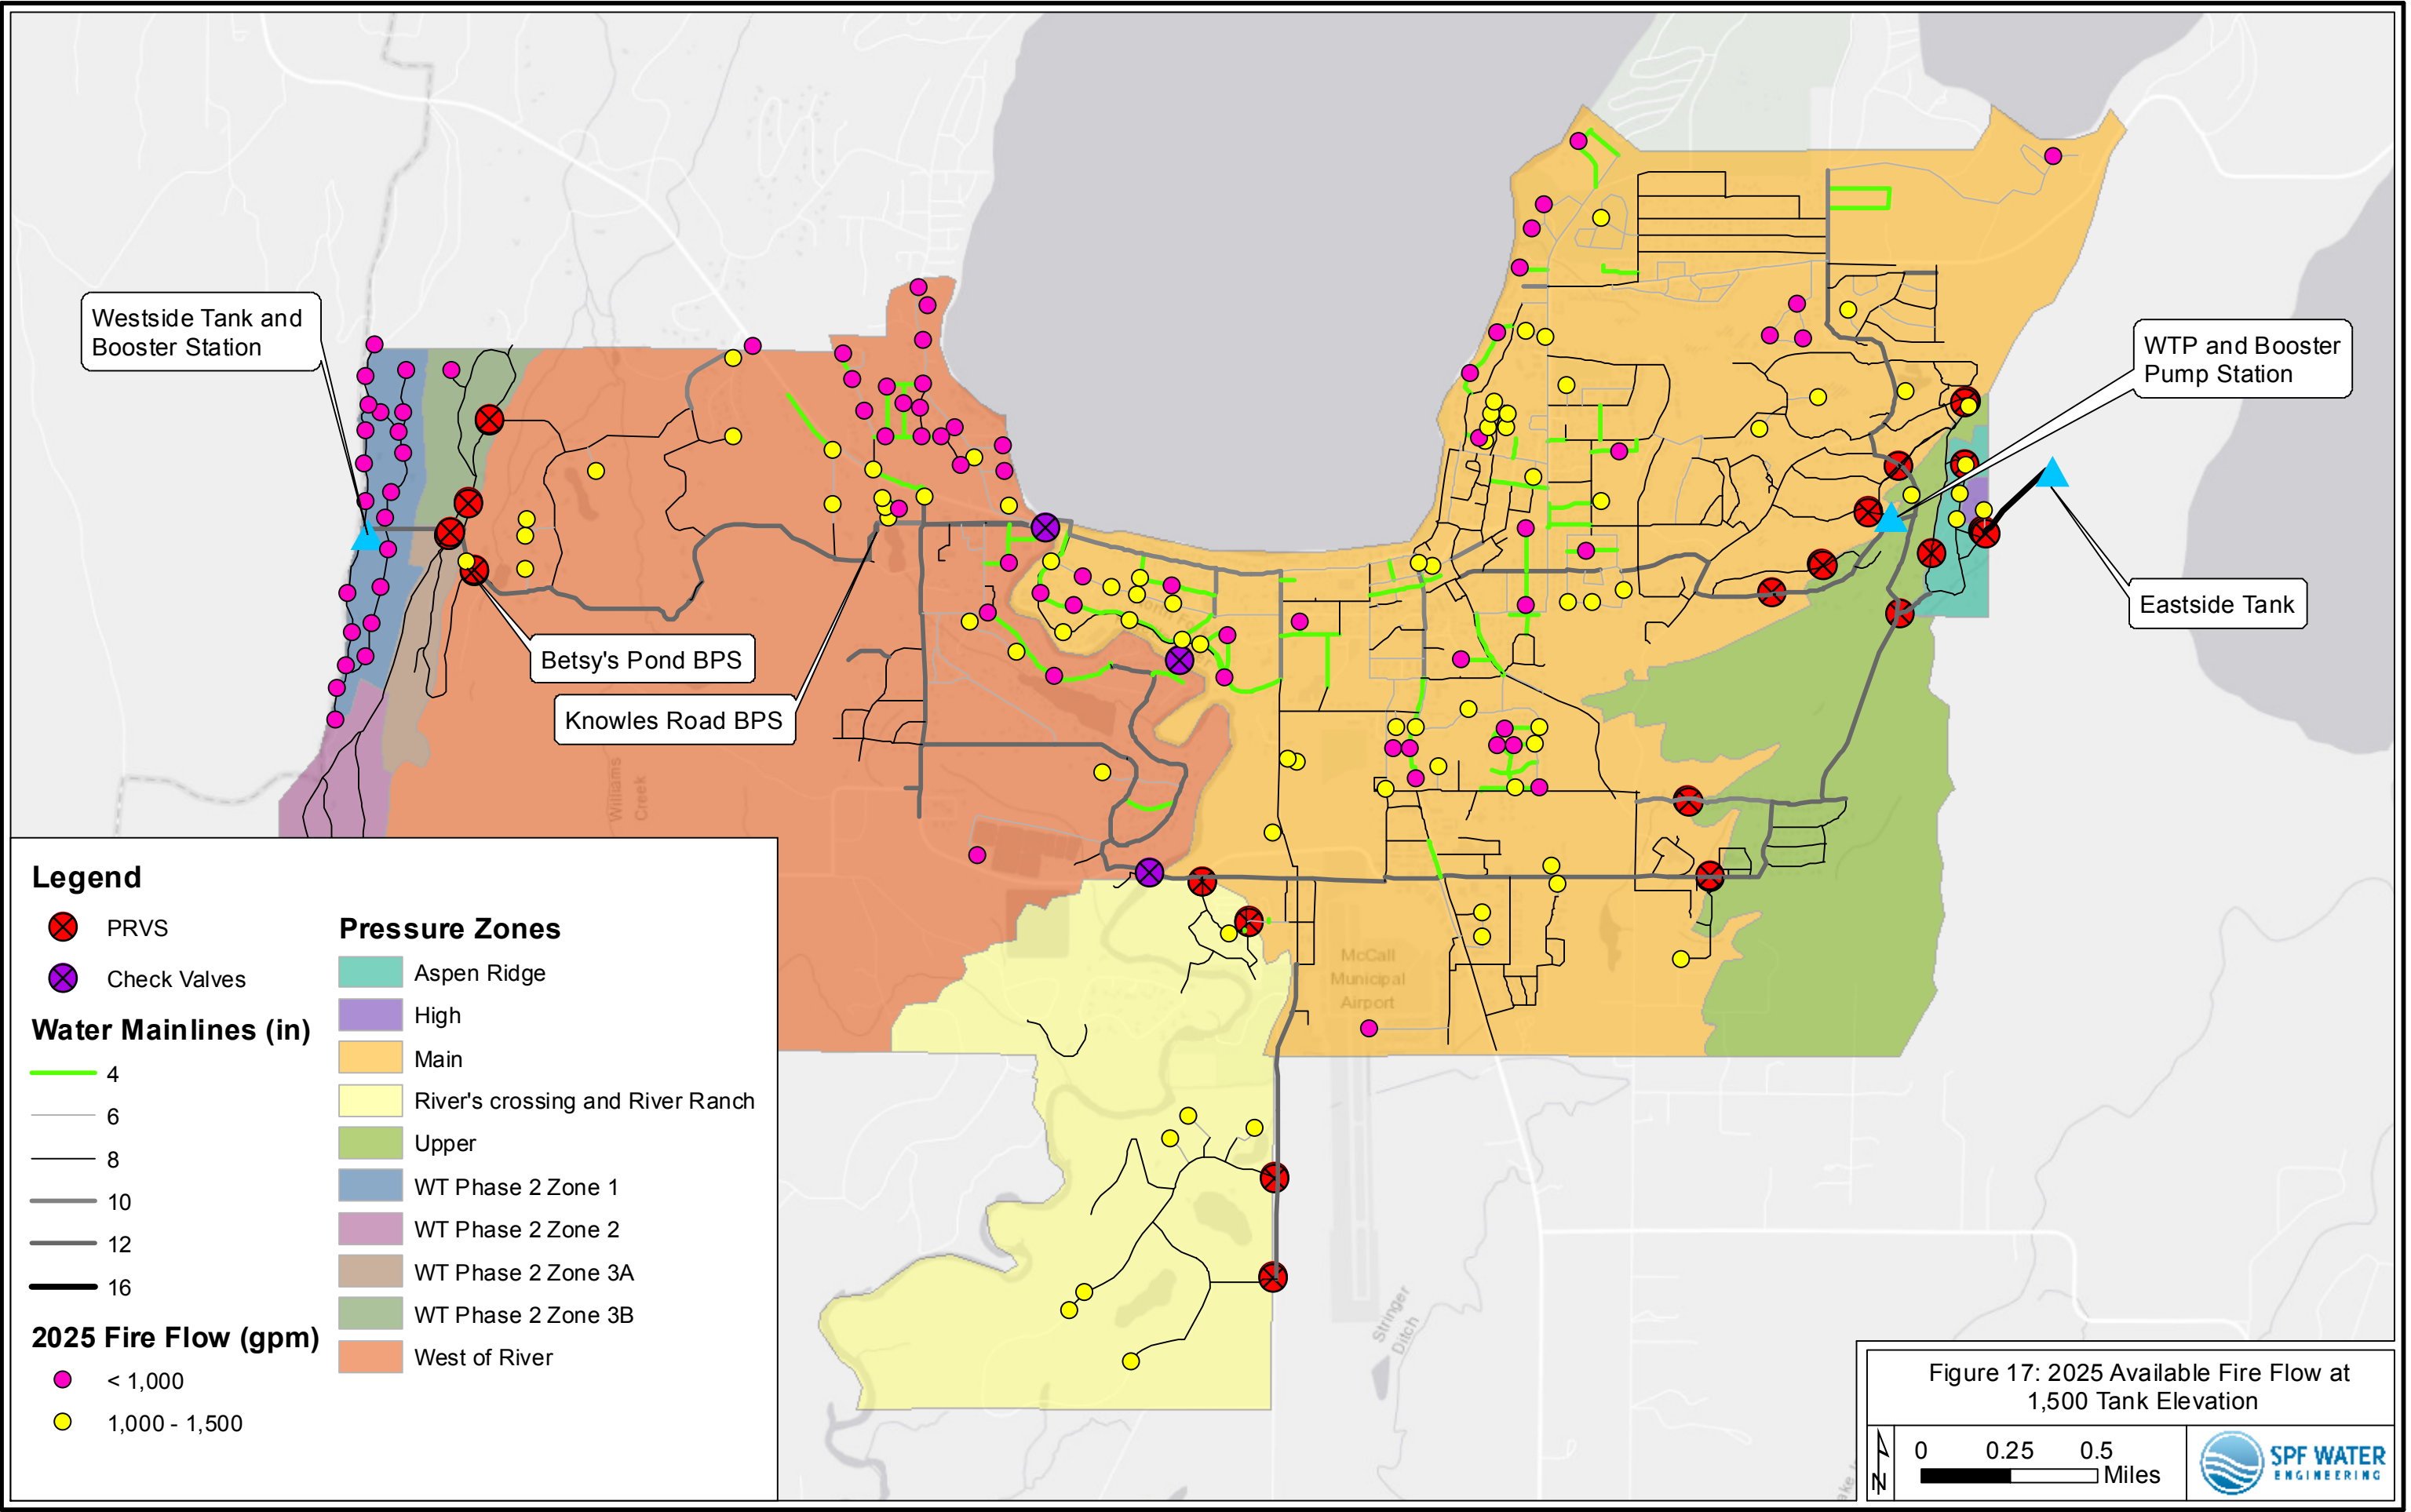 Westside Tank and
Booster Station
WTP and Booster
Pump Station
Eastside Tank
Betsy's Pond BPS
Knowles Road BPS
Williams
Creek
McCall
Municipal
Airport
Stringer
Ditch
Legend
PRVS
Check Valves
Water Mainlines (in)
4
6
8
10
12
16
2025 Fire Flow (gpm)
< 1,000
1,000 - 1,500
Pressure Zones
Aspen Ridge
High
Main
River's crossing and River Ranch
Upper
WT Phase 2 Zone 1
WT Phase 2 Zone 2
WT Phase 2 Zone 3A
WT Phase 2 Zone 3B
West of River
Figure 17: 2025 Available Fire Flow at
1,500 Tank Elevation
N
0 0.25 0.5
Miles
SPF WATER
ENGINEERING